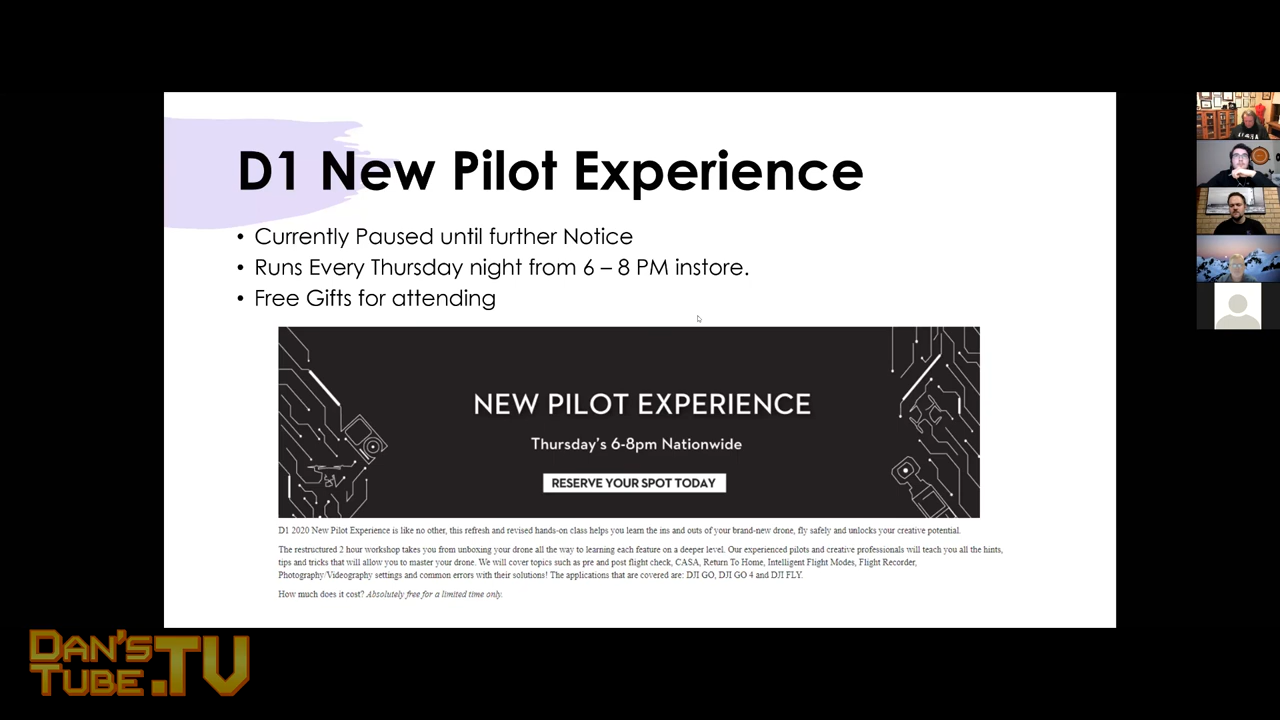 D1 New Pilot Experience
• Currently Paused until further Notice
• Runs Every Thursday night from 6 – 8 PM instore.
• Free Gifts for attending
NEW PILOT EXPERIENCE
Thursday's 6-8pm Nationwide
RESERVE YOUR SPOT TODAY
D1 2020 New Pilot Experience is like no other, this refresh and revised hands-on class helps you learn the ins and outs of your brand-new drone, fly safely and unlocks your creative potential.
The restructured 2 hour workshop takes you from unboxing your drone all the way to learning each feature on a deeper level. Our experienced pilots and creative professionals will teach you all the hints,
tips and tricks that will allow you to master your drone. We will cover topics such as pre and post flight check, CASA, Return To Home, Intelligent Flight Modes, Flight Recorder,
Photography/Videography settings and common errors with their solutions! The applications that are covered are: DJI GO, DJI GO 4 and DJI FLY.
How much does it cost? Absolutely free for a limited time only.
DAN'S
TUBE.TV